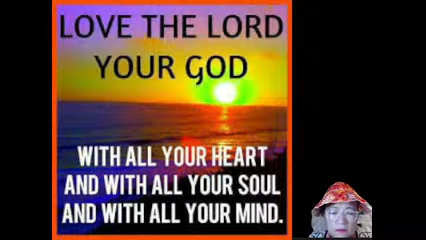 LOVE THE LORD
YOUR GOD
WITH ALL YOUR HEART
AND WITH ALL YOUR SOUL
AND WITH ALL YOUR MIND.